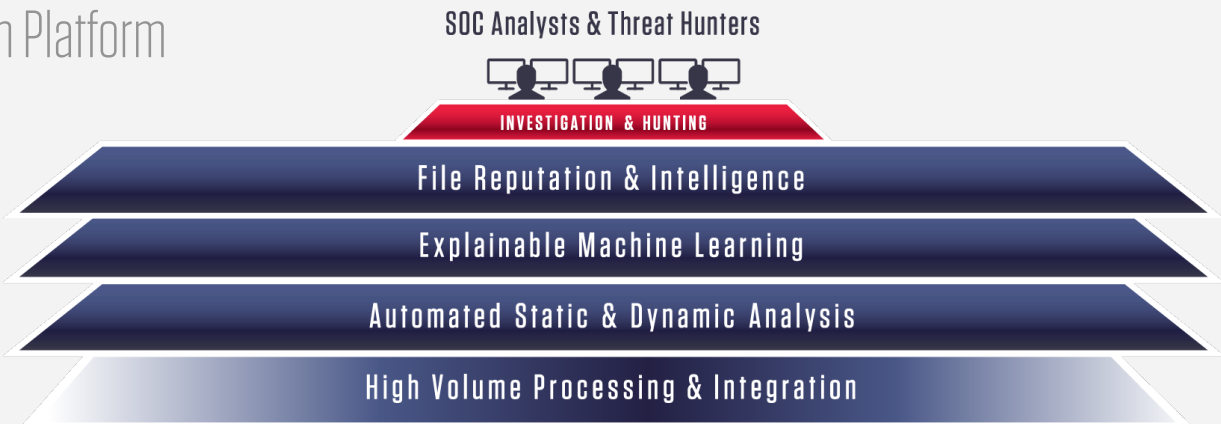 n Platform
SOC Analysts & Threat Hunters
INVESTIGATION & HUNTING
File Reputation & Intelligence
Explainable Machine Learning
Automated Static & Dynamic Analysis
High Volume Processing & Integration